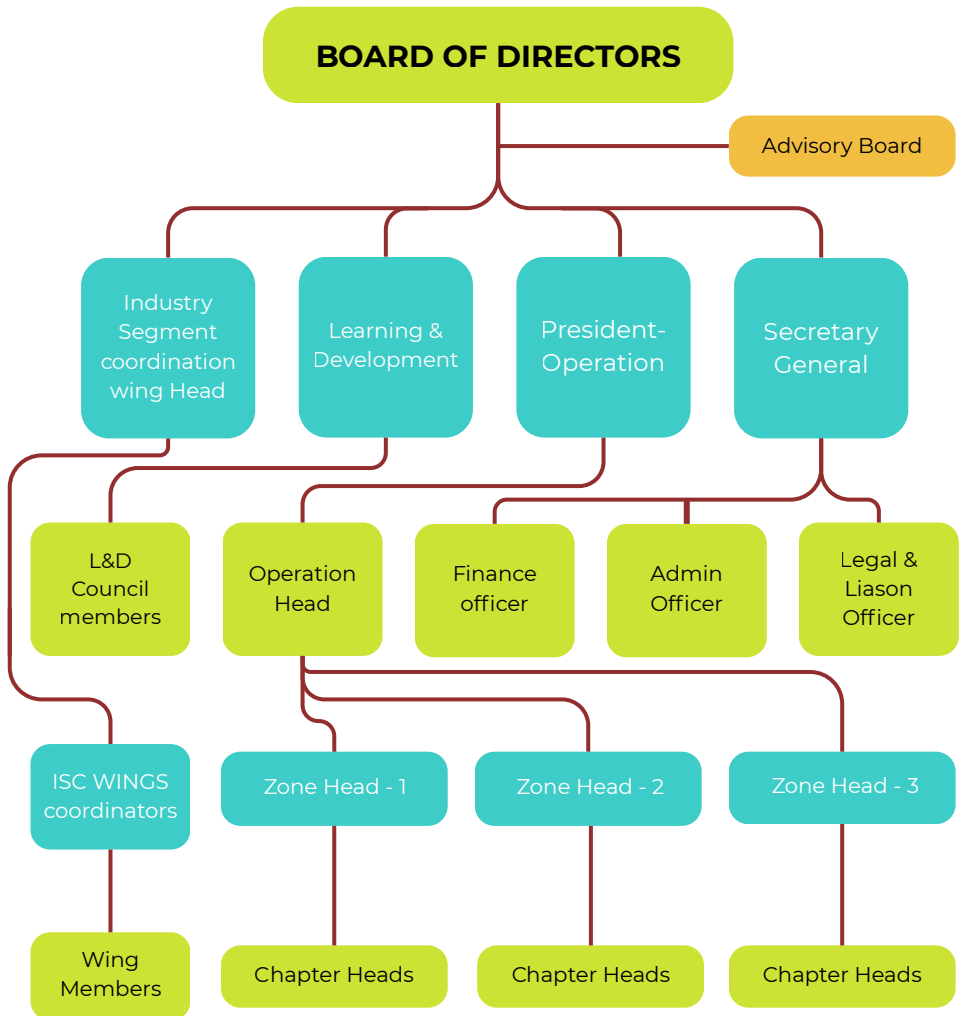 BOARD OF DIRECTORS
Advisory Board
Industry
Segment
coordination
wing Head
Learning &
Development
President-
Operation
Secretary
General
L&D
Council
members
Operation
Head
Finance
officer
Admin
Officer
Legal &
Liason
Officer
ISC WINGS
coordinators
Zone Head - 1
Zone Head - 2
Zone Head - 3
Wing
Members
Chapter Heads
Chapter Heads
Chapter Heads